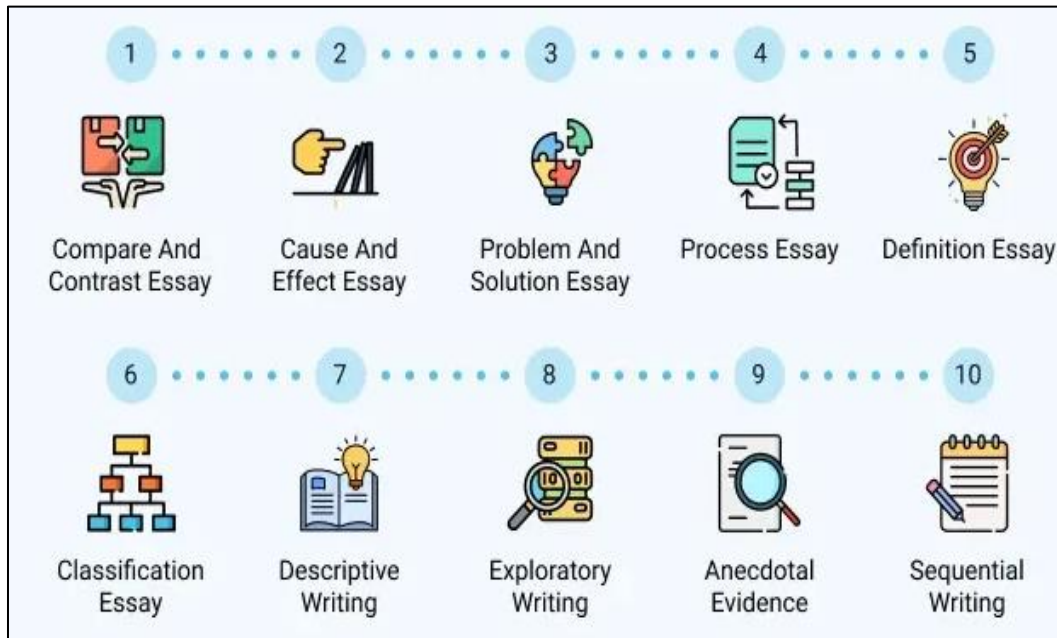 1
2
3
4
5
Compare And
Contrast Essay
Cause And
Effect Essay
Problem And
Solution Essay
Process Essay
Definition Essay
6
7
8
9
10
Classification
Essay
Descriptive
Writing
Exploratory
Writing
Anecdotal
Evidence
Sequential
Writing